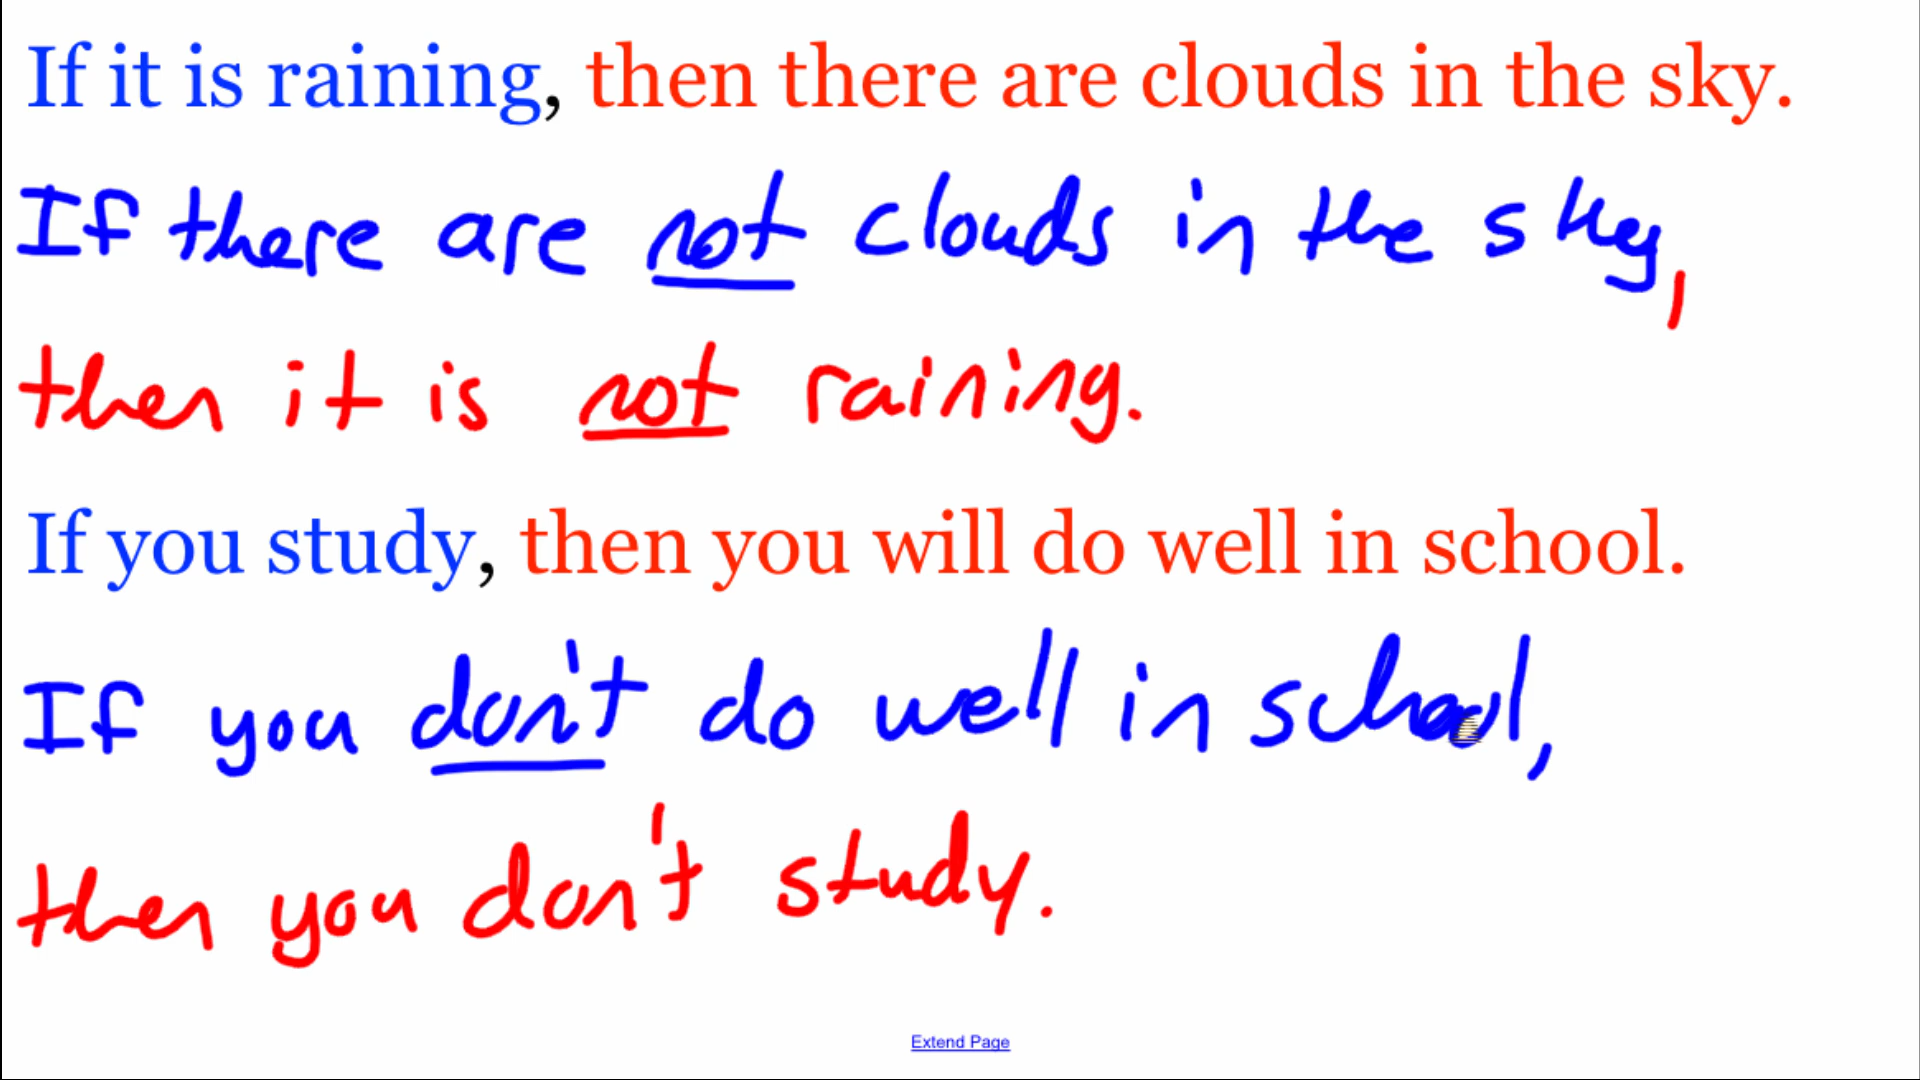 If it is raining, then there are clouds in the sky.
If there are not clouds in the sky,
then it is not raining.
If you study, then you will do well in school.
If you don't do well in school,
then you don't study.
Extend Page